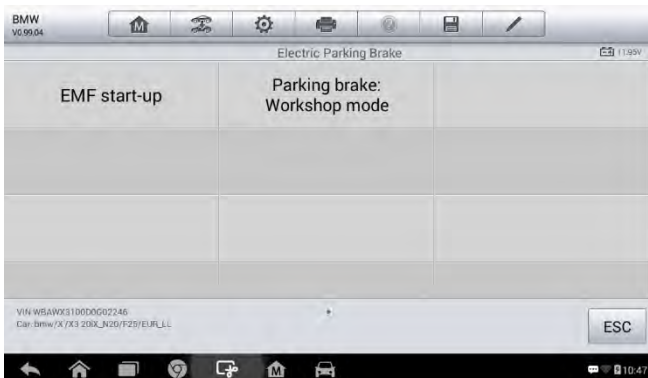 BMW
V0.99.04
Electric Parking Brake
11.95V
EMF start-up
Parking brake:
Workshop mode
VIN:WBAWX3100D0G02246
Car: bmw/X'/X3 20iX_N20/F25/EUR_LL
ESC
10:47